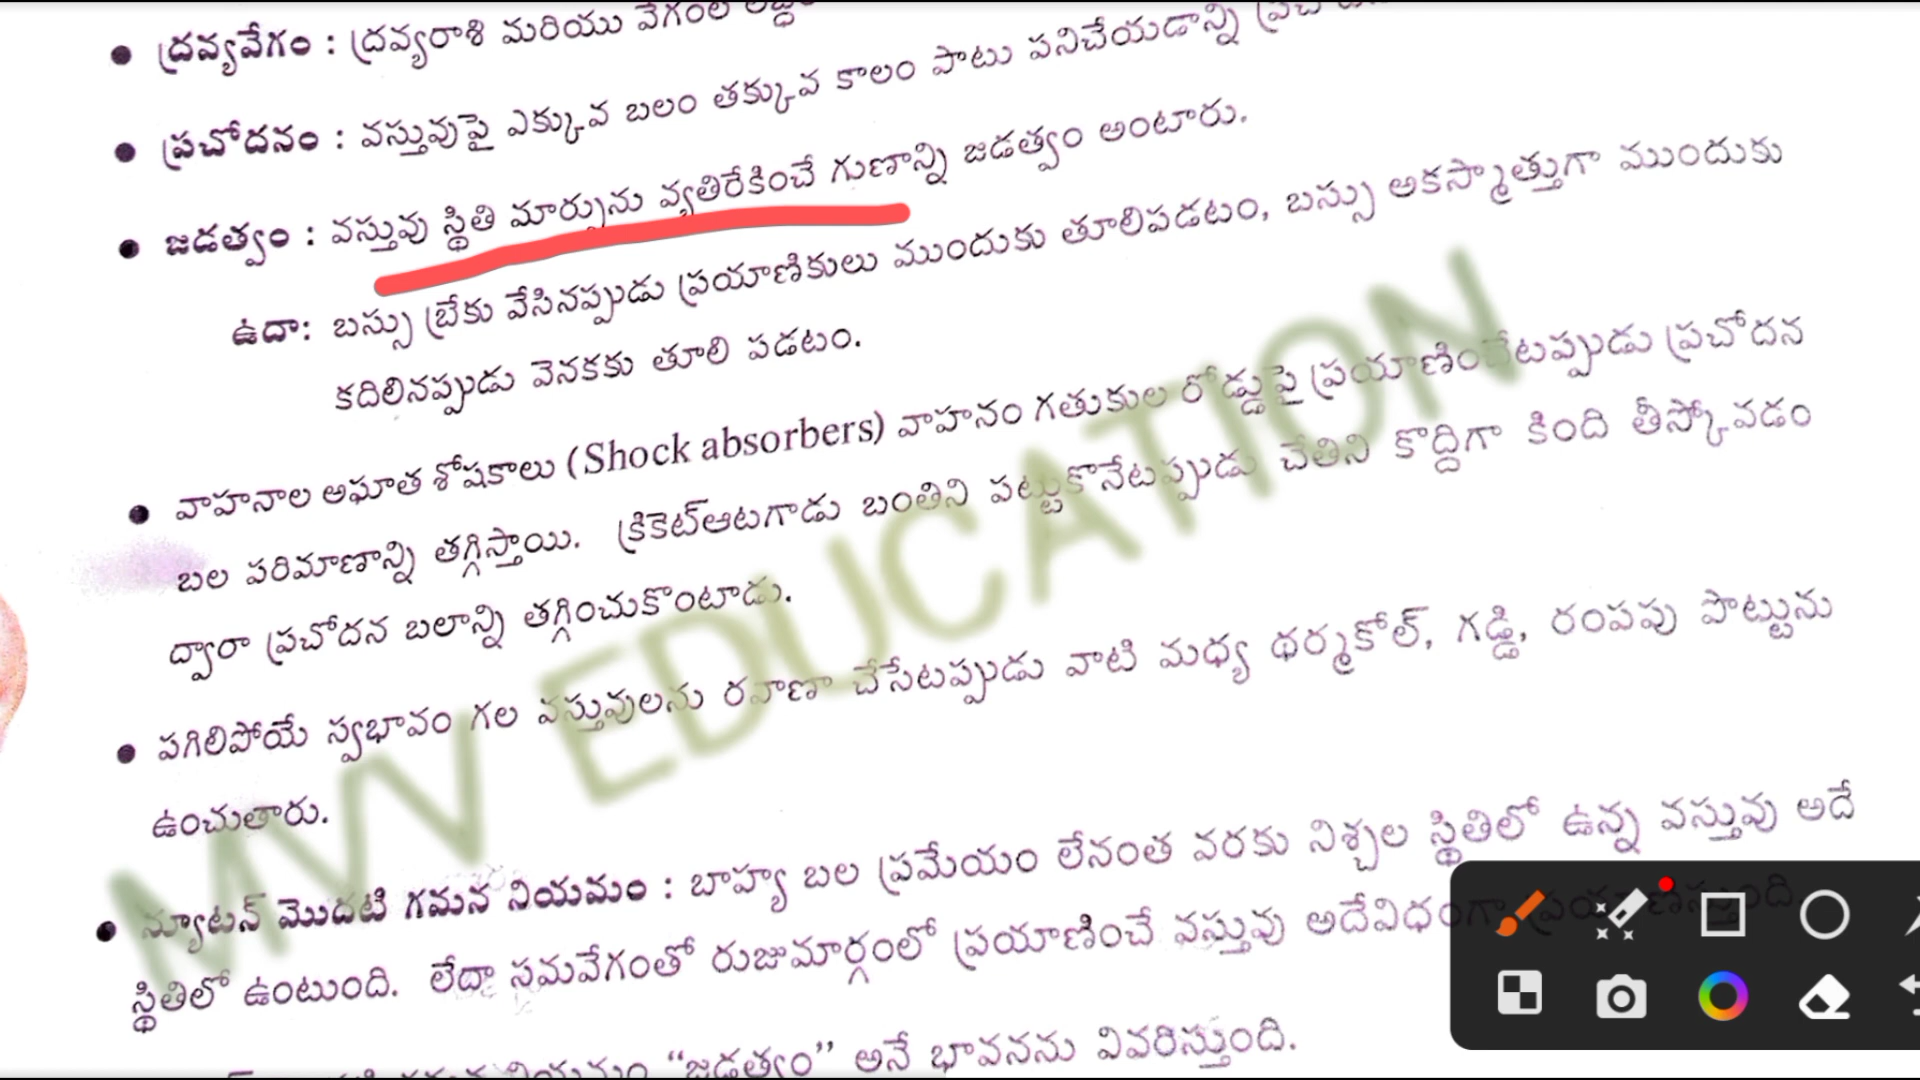 • ద్రవ్యవేగం : ద్రవ్యరాశి మరియు వేగంల
• ప్రచోదనం : వస్తువుపై ఎక్కువ బలం తక్కువ కాలం పాటు పనిచేయడాన్ని
• జడత్వం : వస్తువు స్థితి మార్పును వ్యతిరేకించే గుణాన్ని జడత్వం అంటారు.
ఉదా: బస్సు బ్రేకు వేసినప్పుడు ప్రయాణికులు ముందుకు తూలిపడటం, బస్సు అకస్మాత్తుగా ముందుకు
కదిలినప్పుడు వెనకకు తూలి పడటం.
• వాహనాల అఘాత శోషకాలు (Shock absorbers) వాహనం గతుకుల రోడ్డుపై ప్రయాణించేటప్పుడు ప్రచోదన
బల పరిమాణాన్ని తగ్గిస్తాయి. క్రికెట్ఆటగాడు బంతిని పట్టుకొనేటప్పుడు చేతిని కొద్దిగా కింది తీస్కోవడం
ద్వారా ప్రచోదన బలాన్ని తగ్గించుకొంటాడు.
• పగిలిపోయే స్వభావం గల వస్తువులను రవాణా చేసేటప్పుడు వాటి మధ్య థర్మకోల్, గడ్డి, రంపపు పొట్టును
ఉంచుతారు.
• న్యూటన్ మొదటి గమన నియమం : బాహ్య బల ప్రమేయం లేనంత వరకు నిశ్చల స్థితిలో ఉన్న వస్తువు అదే
స్థితిలో ఉంటుంది. లేదా సమవేగంతో రుజుమార్గంలో ప్రయాణించే వస్తువు అదేవిధంగా ప్రయాణిస్తుంది.
“జడత్వం” అనే భావనను వివరిస్తుంది.
MVV EDUCATION